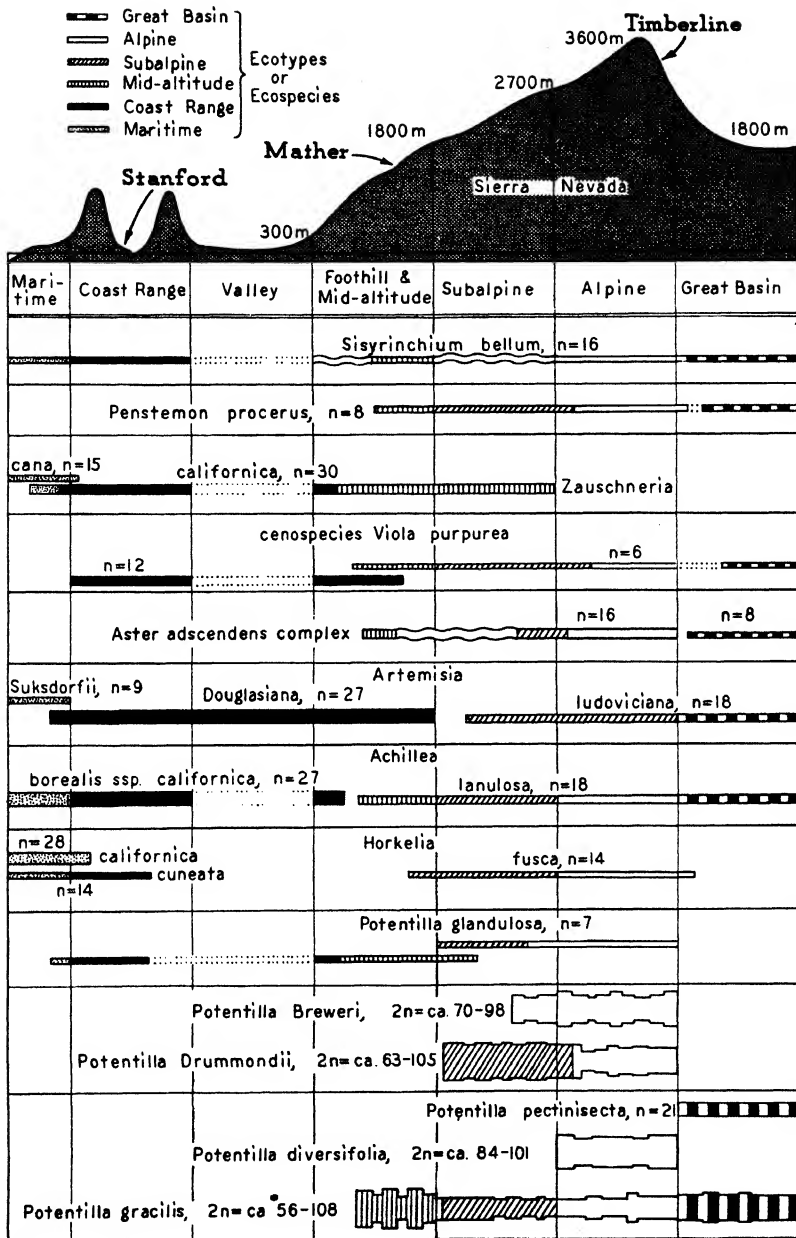 Great Basin
Alpine
Subalpine
Mid-altitude
Coast Range
Maritime
Ecotypes
or
Ecospecies
Timberline
3600m
2700m
1800m
1800m
Mather
Stanford
Sierra Nevada
300m
Mari-
time
Coast Range
Valley
Foothill &
Mid-altitude
Subalpine
Alpine
Great Basin
Sisyrinchium bellum, n=16
Penstemon procerus, n=8
cana, n=15
californica, n=30
Zauschneria
cenospecies Viola purpurea
n=12
n=6
Aster adscendens complex
n=16
n=8
Artemisia
Suksdorfii, n=9
Douglasiana, n=27
ludoviciana, n=18
Achillea
borealis ssp. californica, n=27
lanulosa, n=18
Horkelia
n=28
californica
cuneata
n=14
fusca, n=14
Potentilla glandulosa, n=7
Potentilla Breweri, 2n=ca. 70-98
Potentilla Drummondii, 2n=ca. 63-105
Potentilla pectinisecta, n=21
Potentilla diversifolia, 2n=ca. 84-101
Potentilla gracilis, 2n=ca 56-108